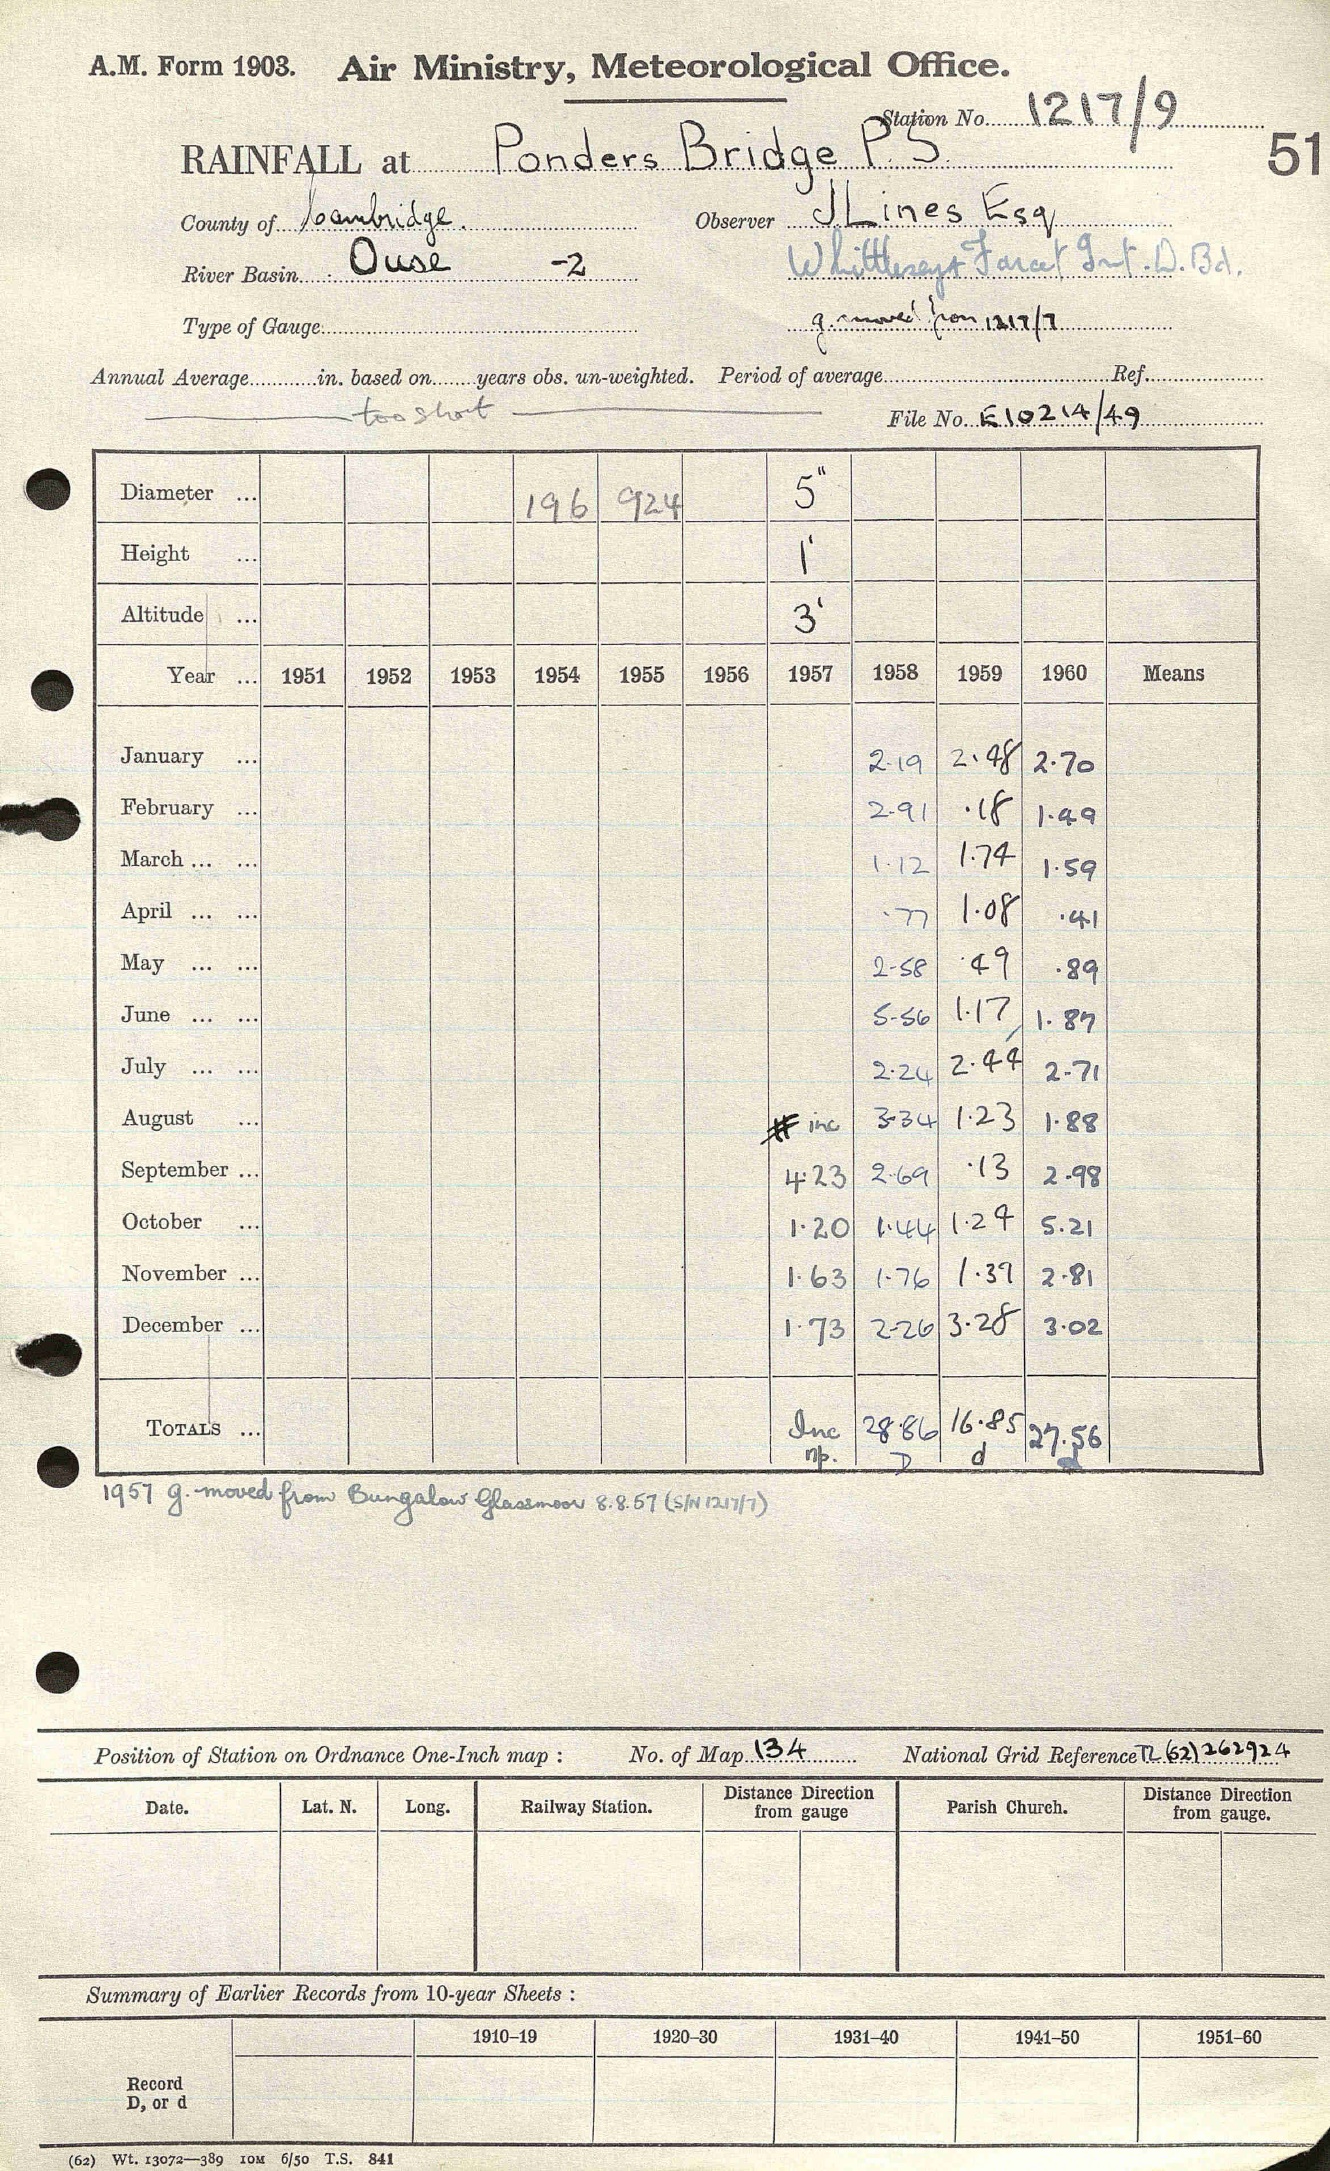 A.M. Form 1903. Air Ministry, Meteorological Office.
Station No. 1217/9
RAINFALL at Ponders Bridge P.S. 51
County of Cambridge. Observer J Lines Esq
River Basin Ouse -2 Whittlesey & Farcet Int. D. Bd.
Type of Gauge g. moved from 1217/7
Annual Average in. based on years obs. un-weighted. Period of average Ref.
too short File No. E10214/49
Diameter ... 196 924 5"
Height ... 1'
Altitude ... 3'
Year ... 1951 1952 1953 1954 1955 1956 1957 1958 1959 1960 Means
January ... 2.19 2.48 2.70
February ... 2.91 .18 1.49
March ... ... 1.12 1.74 1.59
April ... ... .77 1.08 .41
May ... ... 2.58 .49 .89
June ... ... 5.56 1.17 1.87
July ... ... 2.24 2.44 2.71
August ... inc 3.34 1.23 1.88
September ... 4.23 2.69 .13 2.98
October ... 1.20 1.44 1.24 5.21
November ... 1.63 1.76 1.39 2.81
December ... 1.73 2.26 3.28 3.02
TOTALS ... Inc 28.86 16.85 27.56
np. D d d
1957 g. moved from Bungalow Glassmoor 8.8.57 (S/N 1217/7)
Position of Station on Ordnance One-Inch map : No. of Map 134 National Grid Reference TL (52) 262924
Date. Lat. N. Long. Railway Station. Distance Direction from gauge Parish Church. Distance Direction from gauge.
Summary of Earlier Records from 10-year Sheets :
1910–19 1920–30 1931–40 1941–50 1951–60
Record
D, or d
(62) Wt. 13072—389 10M 6/50 T.S. 841